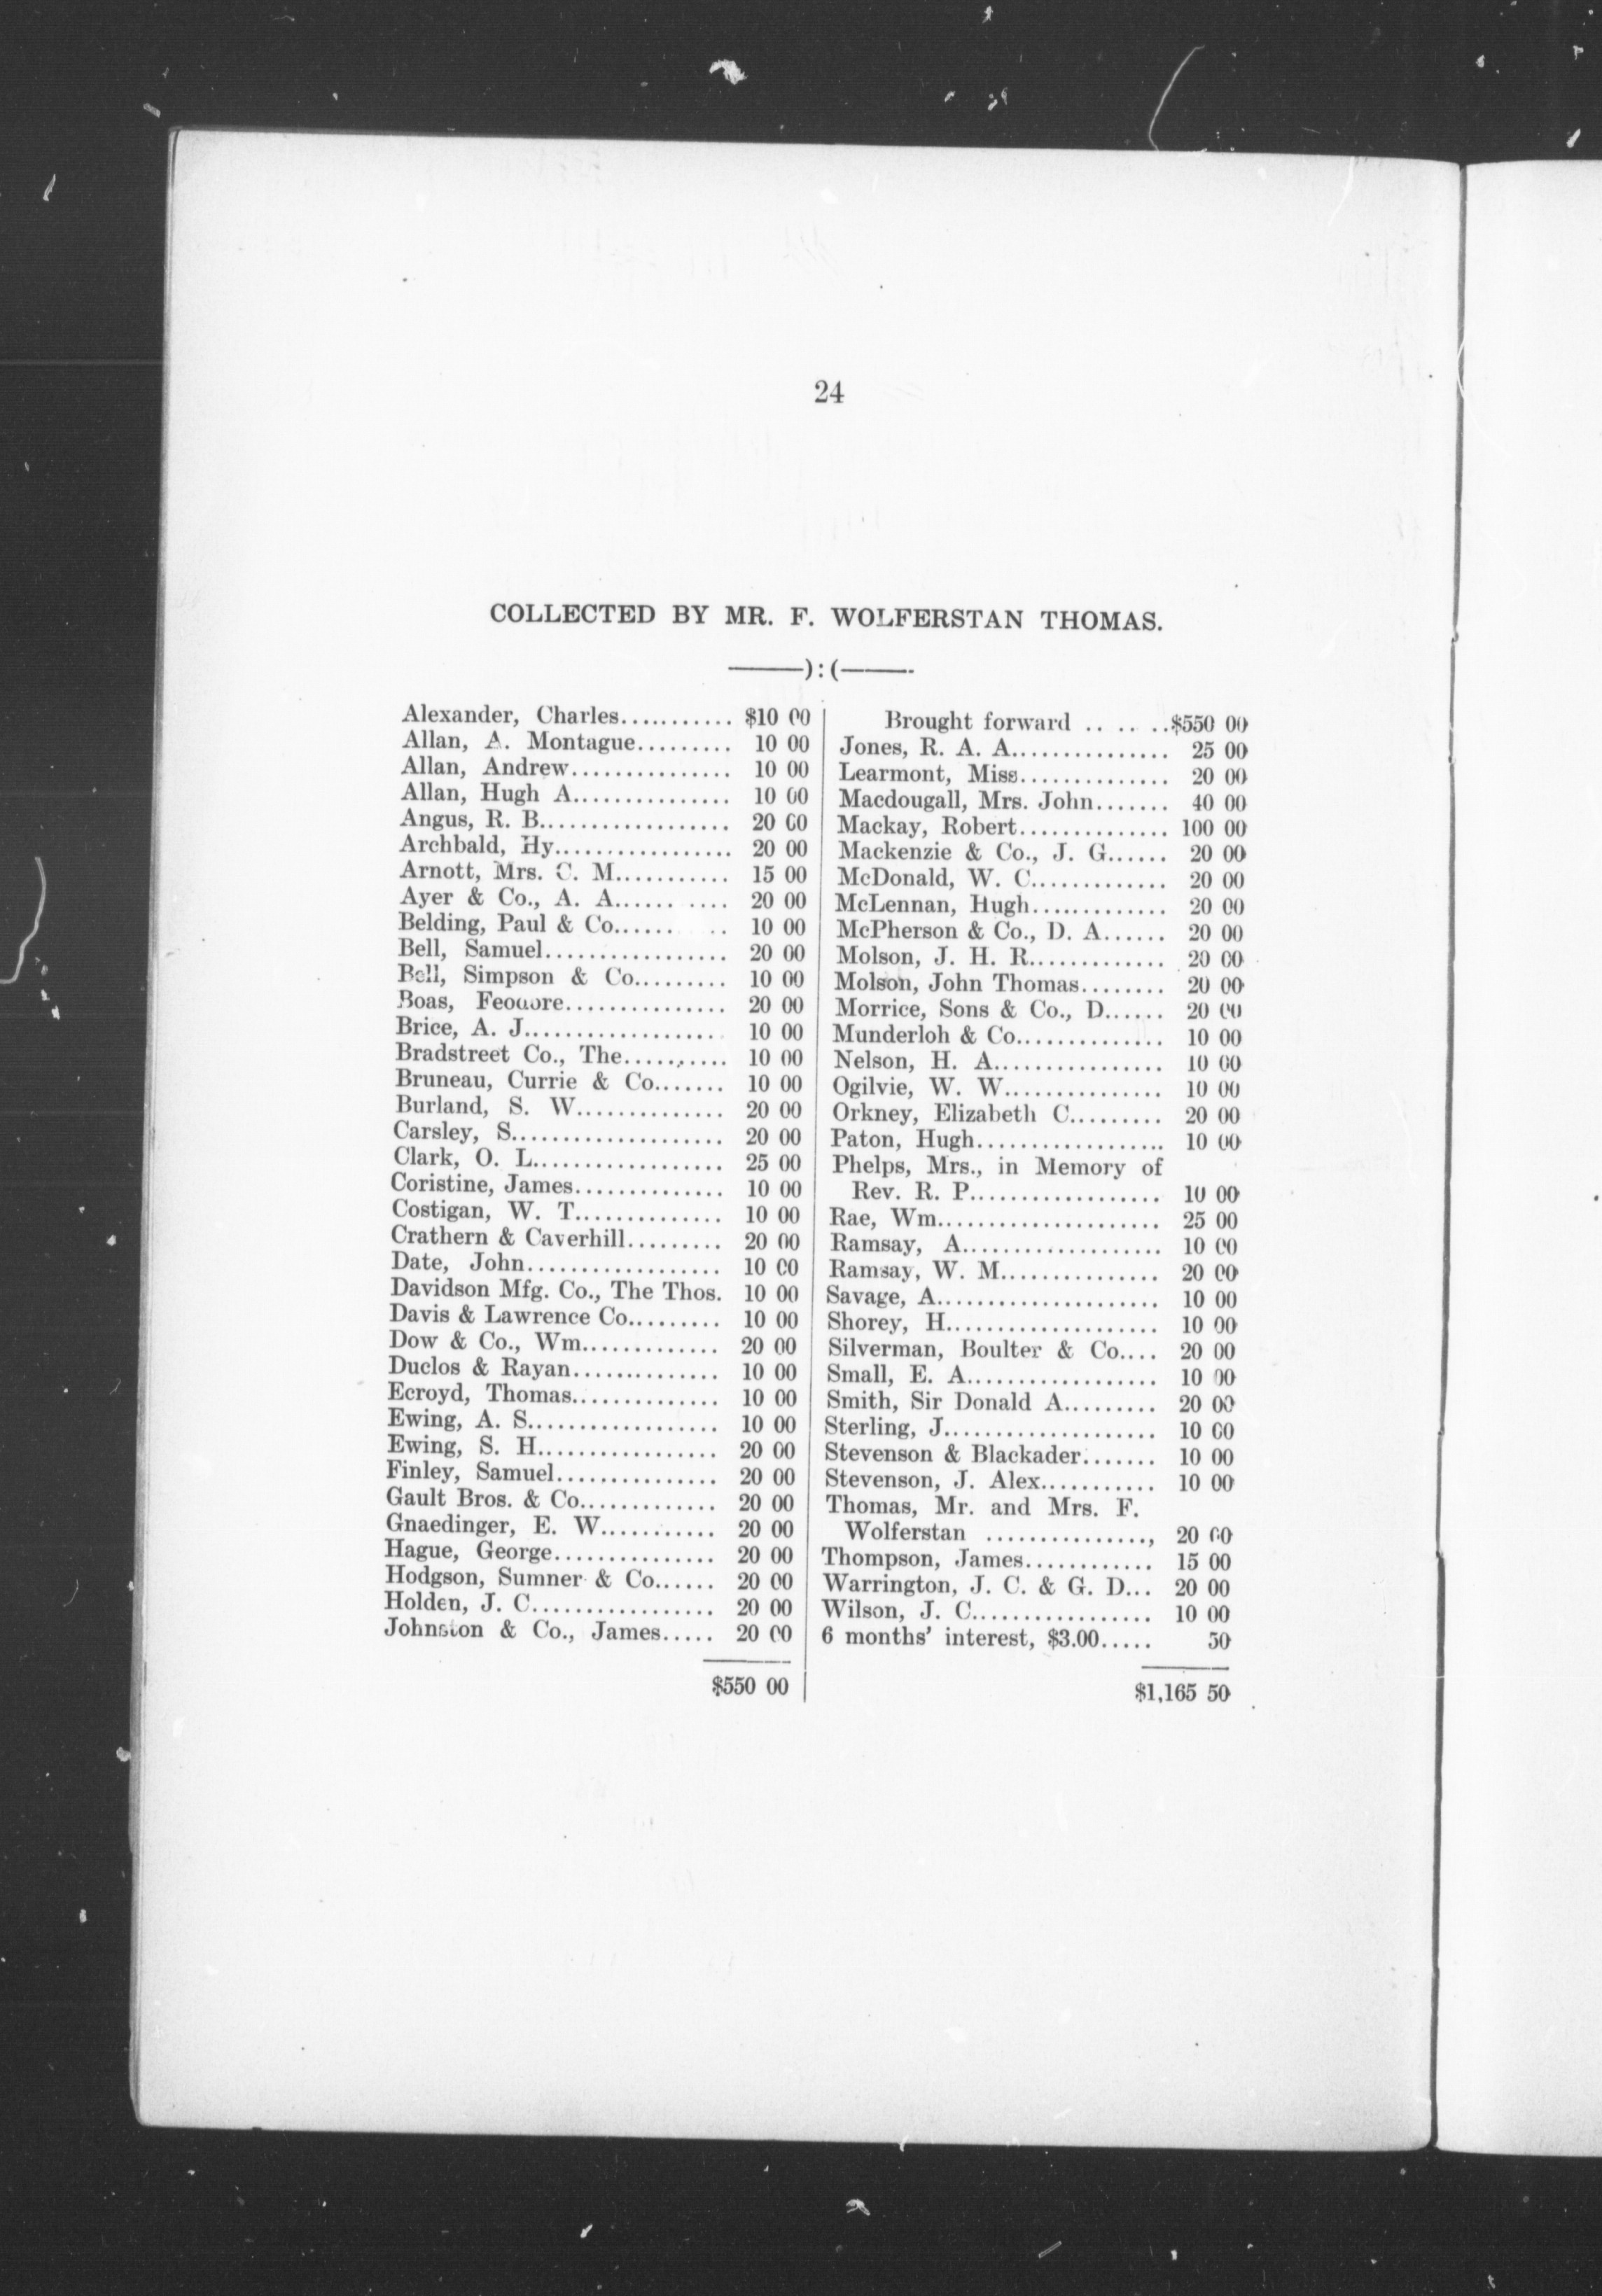 24
COLLECTED BY MR. F. WOLFERSTAN THOMAS.
———):(———
Alexander, Charles........... $10 00
Allan, A. Montague......... 10 00
Allan, Andrew............... 10 00
Allan, Hugh A............... 10 00
Angus, R. B.................. 20 00
Archbald, Hy................. 20 00
Arnott, Mrs. C. M........... 15 00
Ayer & Co., A. A...... .... 20 00
Belding, Paul & Co...... .. 10 00
Bell, Samuel................. 20 00
Bell, Simpson & Co......... 10 00
Boas, Feodore............... 20 00
Brice, A. J................... 10 00
Bradstreet Co., The.......... 10 00
Bruneau, Currie & Co....... 10 00
Burland, S. W.............. 20 00
Carsley, S.................... 20 00
Clark, O. L.................. 25 00
Coristine, James.............. 10 00
Costigan, W. T.............. 10 00
Crathern & Caverhill......... 20 00
Date, John.................. 10 00
Davidson Mfg. Co., The Thos. 10 00
Davis & Lawrence Co......... 10 00
Dow & Co., Wm............. 20 00
Duclos & Rayan.............. 10 00
Ecroyd, Thomas.............. 10 00
Ewing, A. S.................. 10 00
Ewing, S. H................. 20 00
Finley, Samuel............... 20 00
Gault Bros. & Co............. 20 00
Gnaedinger, E. W........... 20 00
Hague, George............... 20 00
Hodgson, Sumner & Co...... 20 00
Holden, J. C................. 20 00
Johnston & Co., James..... 20 00
$550 00
Brought forward .. .. ..$550 00
Jones, R. A. A............... 25 00
Learmont, Miss.............. 20 00
Macdougall, Mrs. John....... 40 00
Mackay, Robert.............. 100 00
Mackenzie & Co., J. G...... 20 00
McDonald, W. C............. 20 00
McLennan, Hugh............. 20 00
McPherson & Co., D. A...... 20 00
Molson, J. H. R............. 20 00
Molson, John Thomas........ 20 00
Morrice, Sons & Co., D...... 20 00
Munderloh & Co.............. 10 00
Nelson, H. A................ 10 00
Ogilvie, W. W............... 10 00
Orkney, Elizabeth C......... 20 00
Paton, Hugh................. 10 00
Phelps, Mrs., in Memory of
Rev. R. P.................. 10 00
Rae, Wm..................... 25 00
Ramsay, A................... 10 00
Ramsay, W. M............... 20 00
Savage, A..................... 10 00
Shorey, H.................... 10 00
Silverman, Boulter & Co.... 20 00
Small, E. A.................. 10 00
Smith, Sir Donald A......... 20 00
Sterling, J.................... 10 00
Stevenson & Blackader....... 10 00
Stevenson, J. Alex........... 10 00
Thomas, Mr. and Mrs. F.
Wolferstan ..............., 20 00
Thompson, James............ 15 00
Warrington, J. C. & G. D... 20 00
Wilson, J. C................. 10 00
6 months' interest, $3.00..... 50
$1,165 50